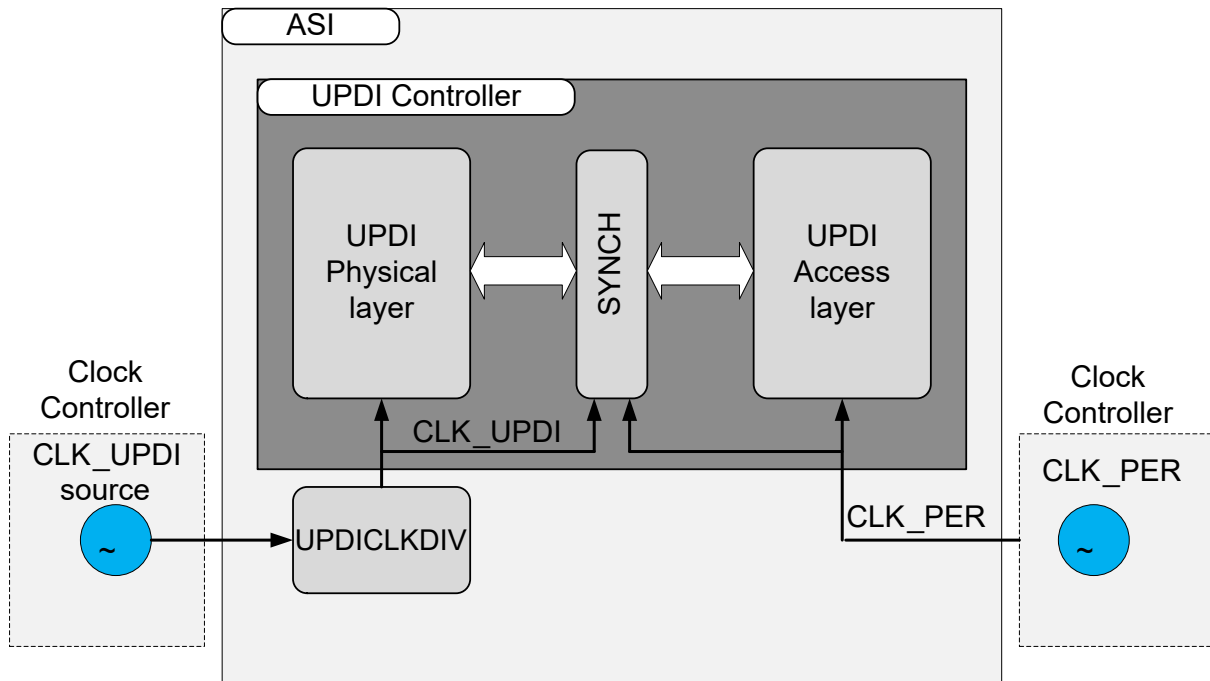 ASI
UPDI Controller
UPDI
Physical
layer
SYNCH
UPDI
Access
layer
Clock
Controller
CLK_UPDI
source
~
CLK_UPDI
UPDICLKDIV
CLK_PER
Clock
Controller
CLK_PER
~